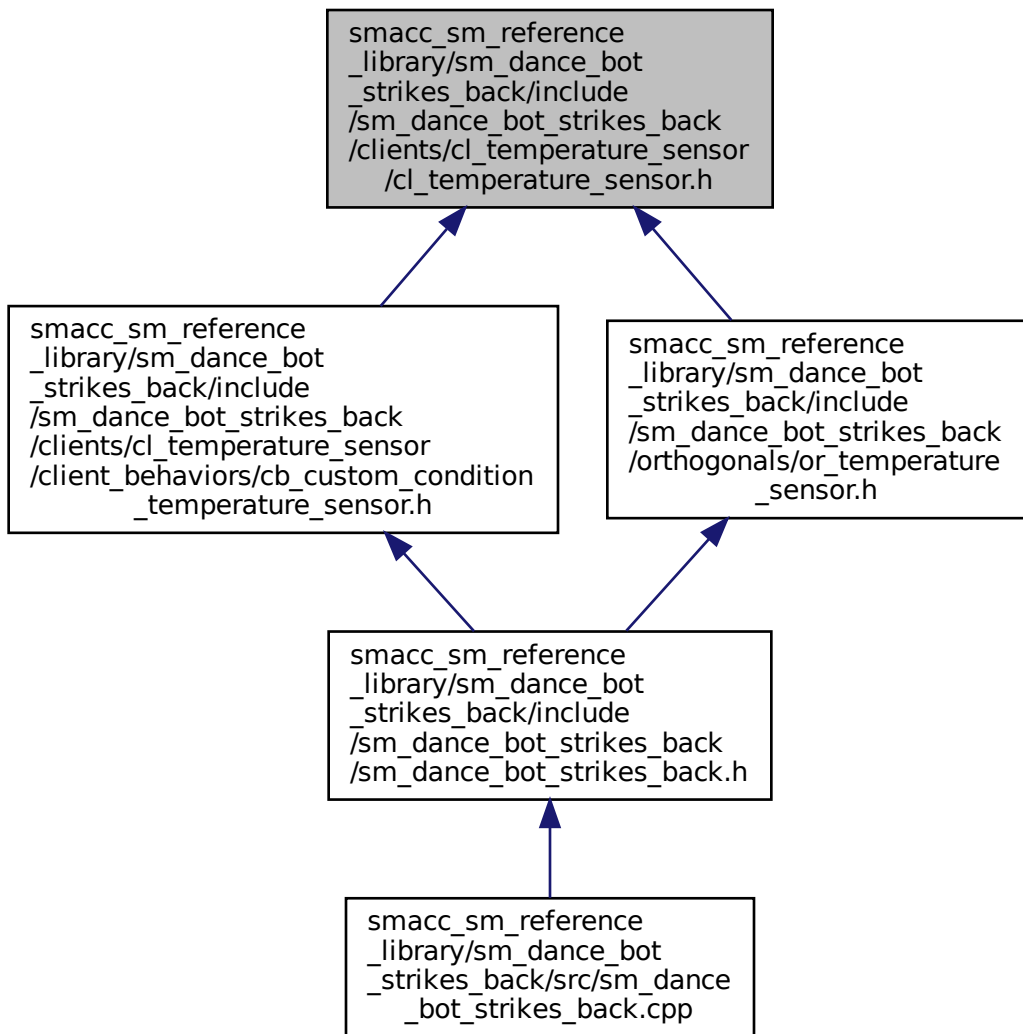 smacc_sm_reference
_library/sm_dance_bot
_strikes_back/include
/sm_dance_bot_strikes_back
/clients/cl_temperature_sensor
/cl_temperature_sensor.h
smacc_sm_reference
_library/sm_dance_bot
_strikes_back/include
/sm_dance_bot_strikes_back
/clients/cl_temperature_sensor
/client_behaviors/cb_custom_condition
_temperature_sensor.h
smacc_sm_reference
_library/sm_dance_bot
_strikes_back/include
/sm_dance_bot_strikes_back
/orthogonals/or_temperature
_sensor.h
smacc_sm_reference
_library/sm_dance_bot
_strikes_back/include
/sm_dance_bot_strikes_back
/sm_dance_bot_strikes_back.h
smacc_sm_reference
_library/sm_dance_bot
_strikes_back/src/sm_dance
_bot_strikes_back.cpp